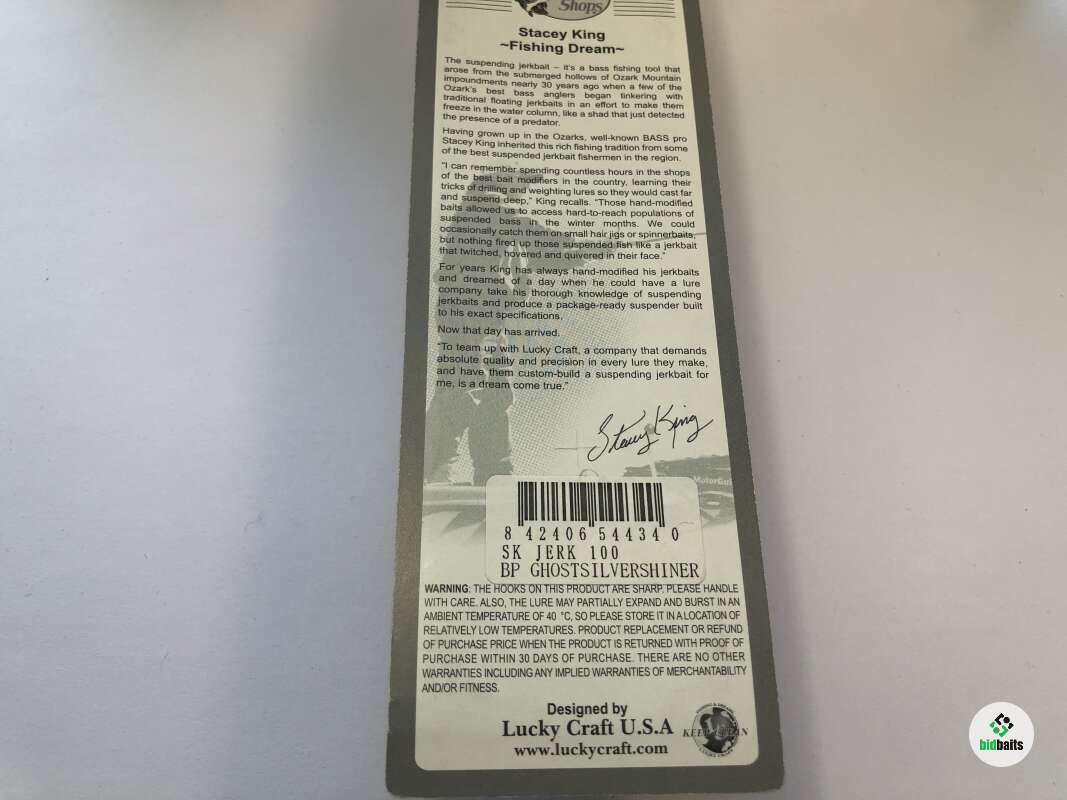 Shops
Stacey King
~Fishing Dream~
The suspending jerkbait – it's a bass fishing tool that
arose from the submerged hollows of Ozark Mountain
impoundments nearly 30 years ago when a few of the
Ozark's best bass anglers began tinkering with
traditional floating jerkbaits in an effort to make them
freeze in the water column, like a shad that just detected
the presence of a predator.
Having grown up in the Ozarks, well-known BASS pro
Stacey King inherited this rich fishing tradition from some
of the best suspended jerkbait fishermen in the region.
"I can remember spending countless hours in the shops
of the best bait modifiers in the country, learning their
tricks of drilling and weighting lures so they would cast far
and suspend deep," King recalls. "Those hand-modified
baits allowed us to access hard-to-reach populations of
suspended bass in the winter months. We could
occasionally catch them on small hair jigs or spinnerbaits,
but nothing fired up those suspended fish like a jerkbait
that twitched, hovered and quivered in their face."
For years King has always hand-modified his jerkbaits
and dreamed of a day when he could have a lure
company take his thorough knowledge of suspending
jerkbaits and produce a package-ready suspender built
to his exact specifications.
Now that day has arrived.
"To team up with Lucky Craft, a company that demands
absolute quality and precision in every lure they make,
and have them custom-build a suspending jerkbait for
me, is a dream come true."
Stacey King
MotorGui
8 42406 54434 0
SK JERK 100
BP GHOSTSILVERSHINER
WARNING: THE HOOKS ON THIS PRODUCT ARE SHARP. PLEASE HANDLE
WITH CARE. ALSO, THE LURE MAY PARTIALLY EXPAND AND BURST IN AN
AMBIENT TEMPERATURE OF 40 °C, SO PLEASE STORE IT IN A LOCATION OF
RELATIVELY LOW TEMPERATURES. PRODUCT REPLACEMENT OR REFUND
OF PURCHASE PRICE WHEN THE PRODUCT IS RETURNED WITH PROOF OF
PURCHASE WITHIN 30 DAYS OF PURCHASE. THERE ARE NO OTHER
WARRANTIES INCLUDING ANY IMPLIED WARRANTIES OF MERCHANTABILITY
AND/OR FITNESS.
Designed by
Lucky Craft U.S.A
www.luckycraft.com
bidbaits